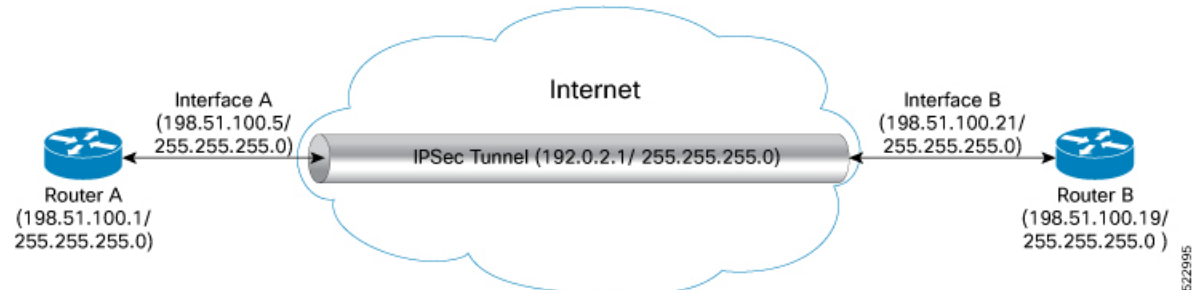 Internet
Interface A
(198.51.100.5/
255.255.255.0)
Interface B
(198.51.100.21/
255.255.255.0)
IPSec Tunnel (192.0.2.1/ 255.255.255.0)
Router A
(198.51.100.1/
255.255.255.0)
Router B
(198.51.100.19/
255.255.255.0 )
522995